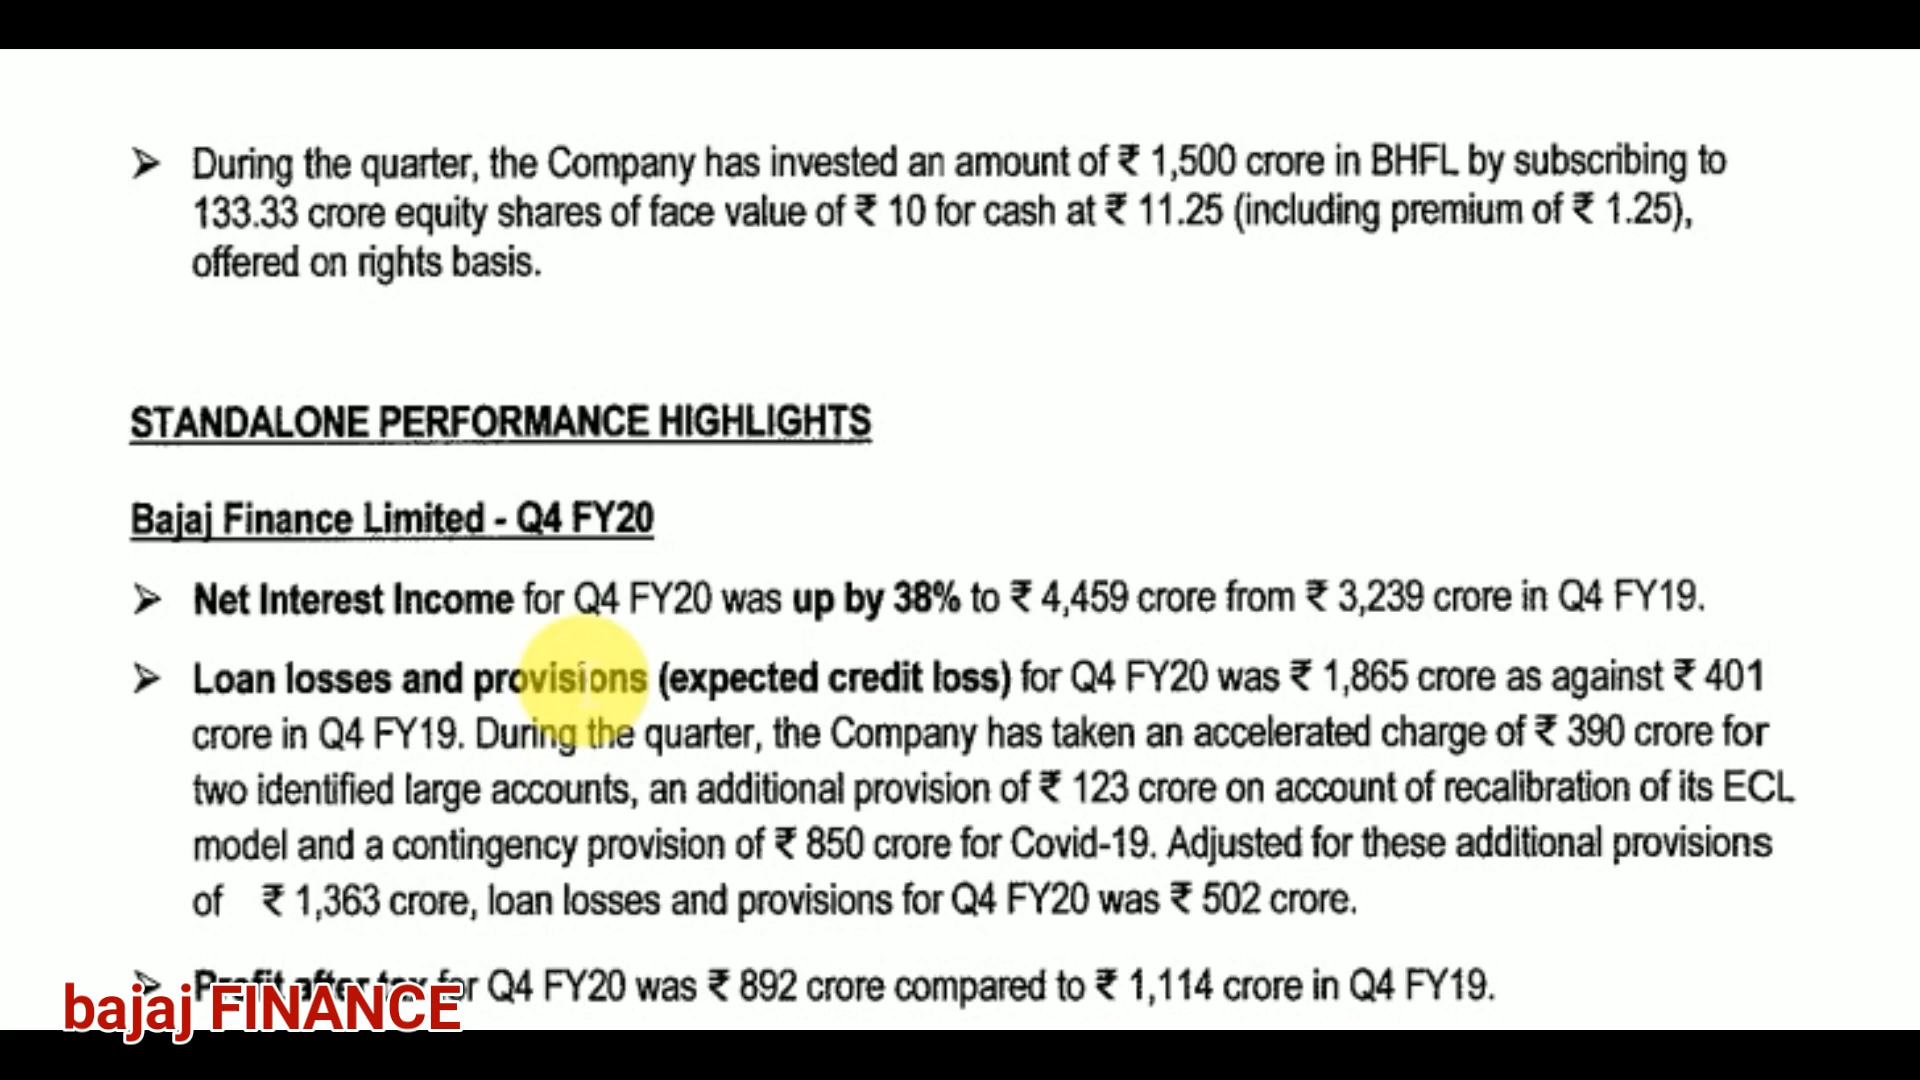 ➢ During the quarter, the Company has invested an amount of ₹ 1,500 crore in BHFL by subscribing to
133.33 crore equity shares of face value of ₹ 10 for cash at ₹ 11.25 (including premium of ₹ 1.25),
offered on rights basis.
STANDALONE PERFORMANCE HIGHLIGHTS
Bajaj Finance Limited - Q4 FY20
➢ Net Interest Income for Q4 FY20 was up by 38% to ₹ 4,459 crore from ₹ 3,239 crore in Q4 FY19.
➢ Loan losses and provisions (expected credit loss) for Q4 FY20 was ₹ 1,865 crore as against ₹ 401
crore in Q4 FY19. During the quarter, the Company has taken an accelerated charge of ₹ 390 crore for
two identified large accounts, an additional provision of ₹ 123 crore on account of recalibration of its ECL
model and a contingency provision of ₹ 850 crore for Covid-19. Adjusted for these additional provisions
of ₹ 1,363 crore, loan losses and provisions for Q4 FY20 was ₹ 502 crore.
➢ Profit after tax for Q4 FY20 was ₹ 892 crore compared to ₹ 1,114 crore in Q4 FY19.
bajaj FINANCE